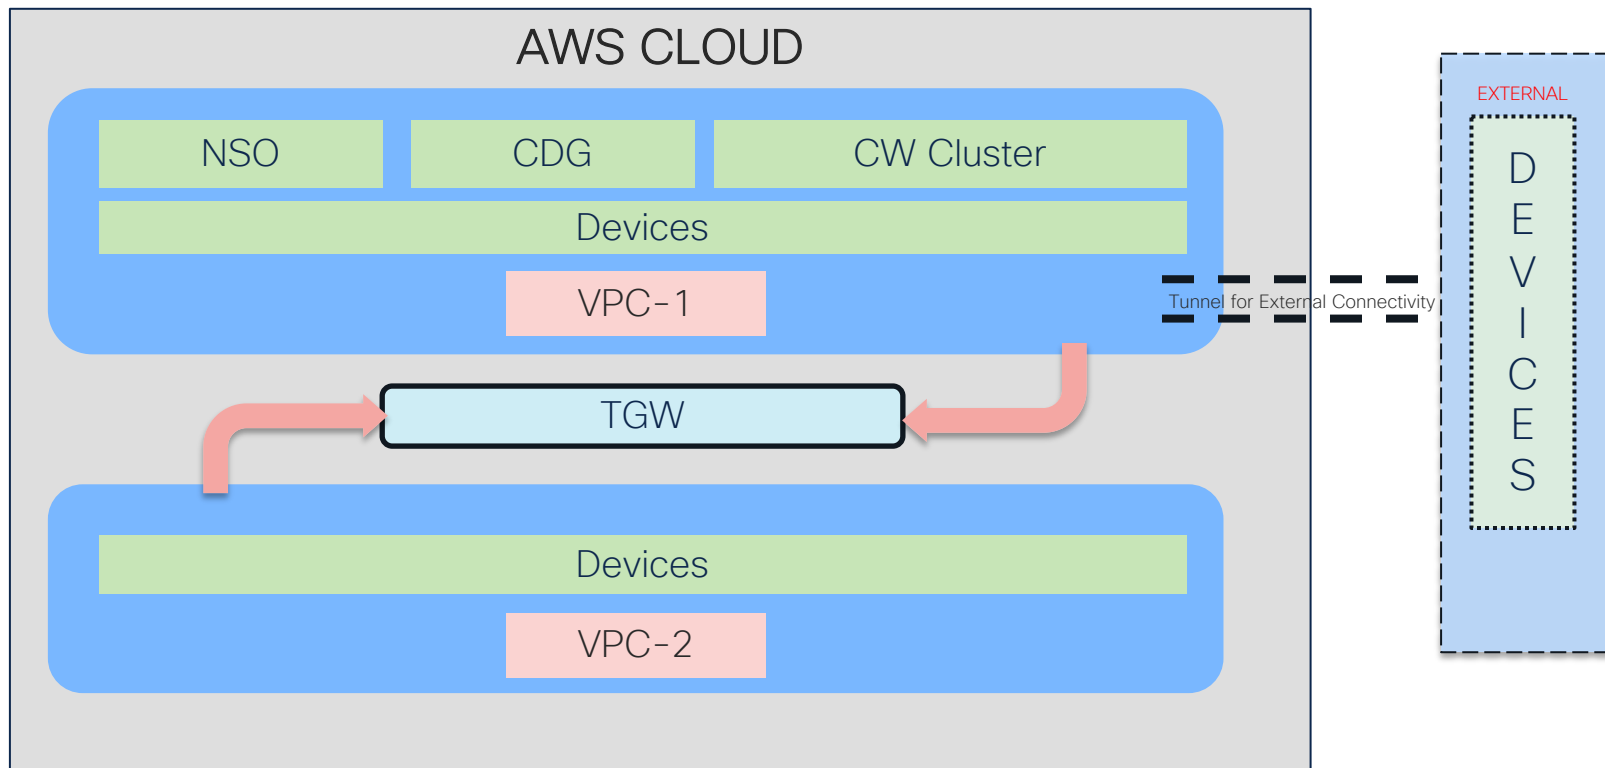 AWS CLOUD
NSO
CDG
CW Cluster
Devices
VPC-1
Tunnel for External Connectivity
TGW
Devices
VPC-2
EXTERNAL
D
E
V
I
C
E
S